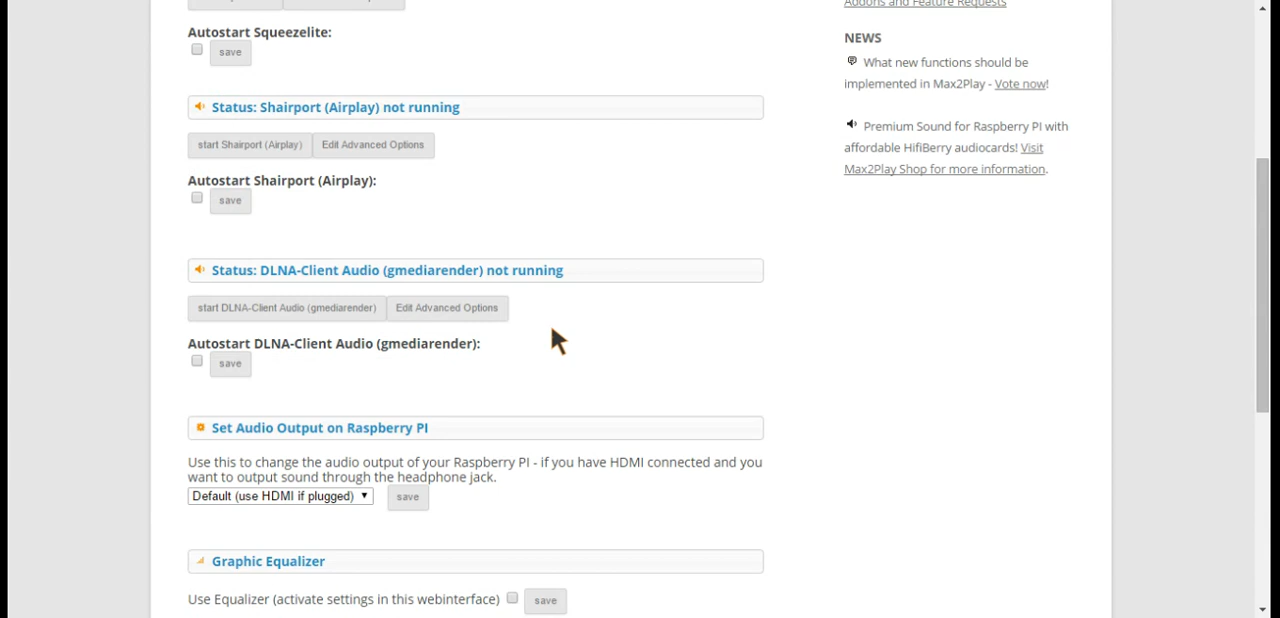 Autostart Squeezelite:
save
Status: Shairport (Airplay) not running
start Shairport (Airplay) Edit Advanced Options
Autostart Shairport (Airplay):
save
Status: DLNA-Client Audio (gmediarender) not running
start DLNA-Client Audio (gmediarender) Edit Advanced Options
Autostart DLNA-Client Audio (gmediarender):
save
Set Audio Output on Raspberry PI
Use this to change the audio output of your Raspberry PI - if you have HDMI connected and you
want to output sound through the headphone jack.
Default (use HDMI if plugged) save
Graphic Equalizer
Use Equalizer (activate settings in this webinterface) save
Addons and Feature Requests
NEWS
What new functions should be
implemented in Max2Play - Vote now!
Premium Sound for Raspberry PI with
affordable HifiBerry audiocards! Visit
Max2Play Shop for more information.